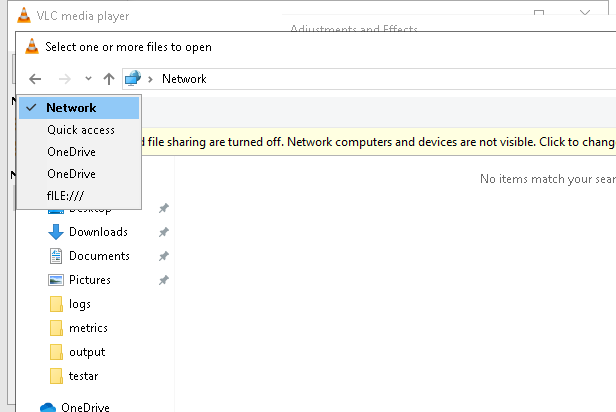 VLC media player
Adjustments and Effects
Select one or more files to open
Network
Network
Quick access
OneDrive
OneDrive
fILE:///
file sharing are turned off. Network computers and devices are not visible. Click to chang
No items match your sear
Desktop
Downloads
Documents
Pictures
logs
metrics
output
testar
OneDrive